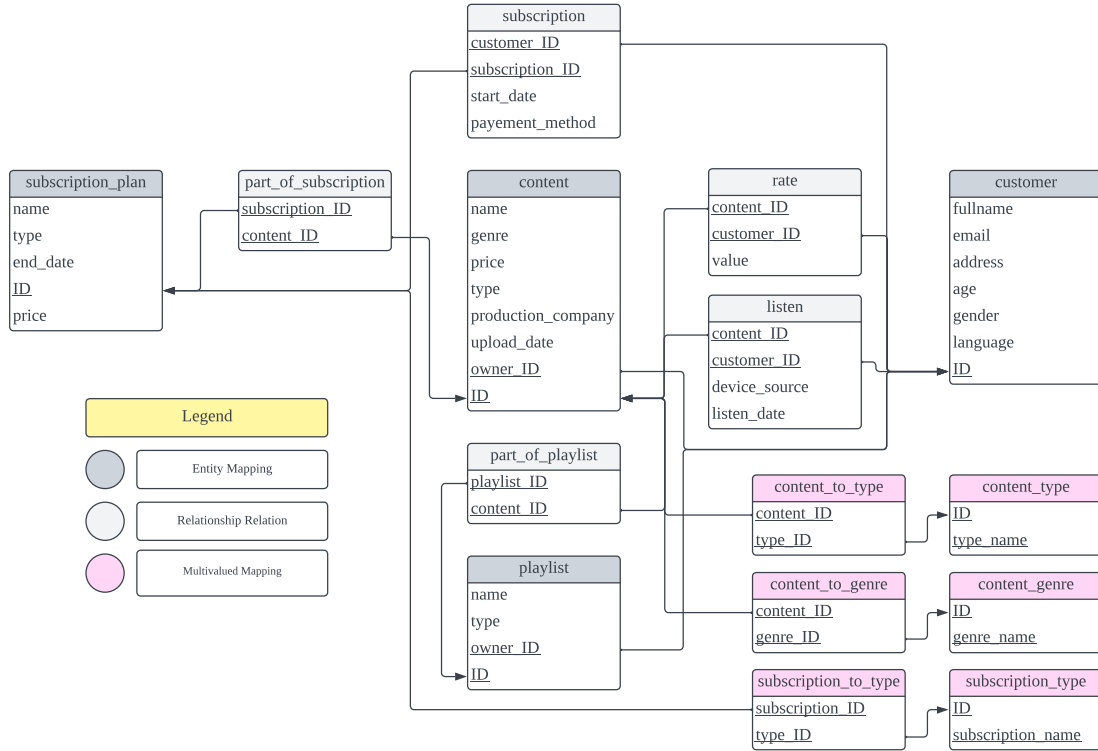 subscription
customer_ID
subscription_ID
start_date
payement_method
subscription_plan
name
type
end_date
ID
price
part_of_subscription
subscription_ID
content_ID
content
name
genre
price
type
production_company
upload_date
owner_ID
ID
rate
content_ID
customer_ID
value
listen
content_ID
customer_ID
device_source
listen_date
customer
fullname
email
address
age
gender
language
ID
Legend
Entity Mapping
Relationship Relation
Multivalued Mapping
part_of_playlist
playlist_ID
content_ID
playlist
name
type
owner_ID
ID
content_to_type
content_ID
type_ID
content_type
ID
type_name
content_to_genre
content_ID
genre_ID
content_genre
ID
genre_name
subscription_to_type
subscription_ID
type_ID
subscription_type
ID
subscription_name